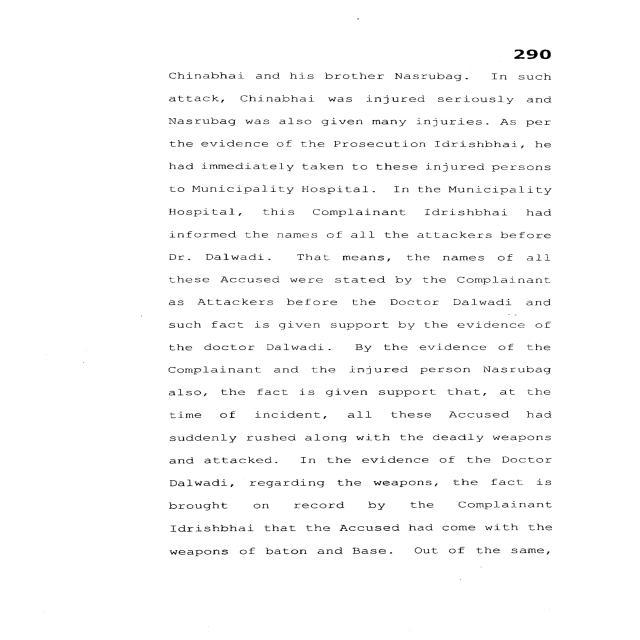 290
Chinabhai and his brother Nasrubag. In such
attack, Chinabhai was injured seriously and
Nasrubag was also given many injuries. As per
the evidence of the Prosecution Idrishbhai, he
had immediately taken to these injured persons
to Municipality Hospital. In the Municipality
Hospital, this Complainant Idrishbhai had
informed the names of all the attackers before
Dr. Dalwadi. That means, the names of all
these Accused were stated by the Complainant
as Attackers before the Doctor Dalwadi and
such fact is given support by the evidence of
the doctor Dalwadi. By the evidence of the
Complainant and the injured person Nasrubag
also, the fact is given support that, at the
time of incident, all these Accused had
suddenly rushed along with the deadly weapons
and attacked. In the evidence of the Doctor
Dalwadi, regarding the weapons, the fact is
brought on record by the Complainant
Idrishbhai that the Accused had come with the
weapons of baton and Base. Out of the same,